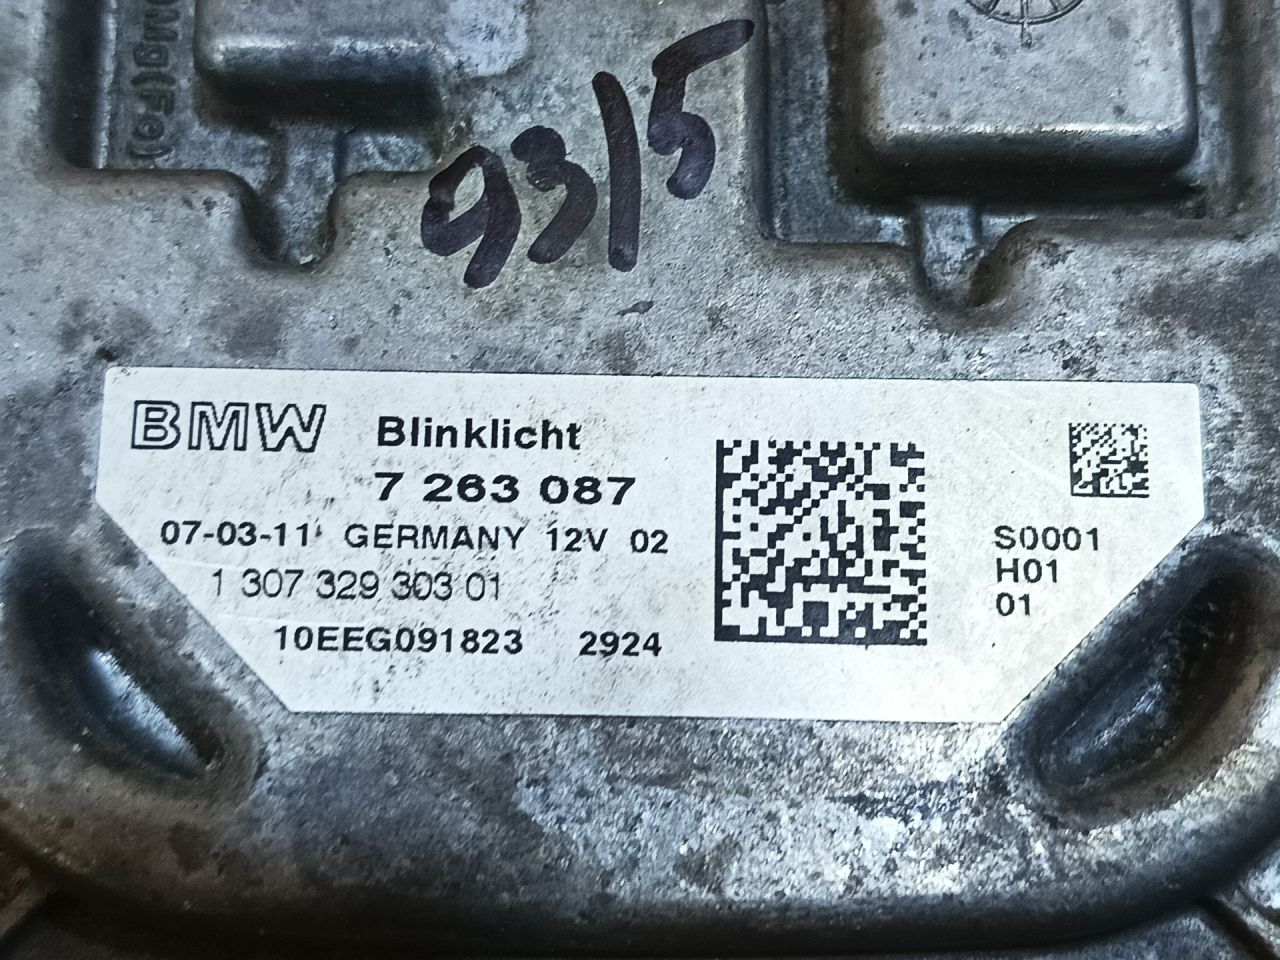 9315
BMW Blinklicht
7 263 087
07-03-11 GERMANY 12V 02
1 307 329 303 01
10EEG091823 2924
S0001
H01
01